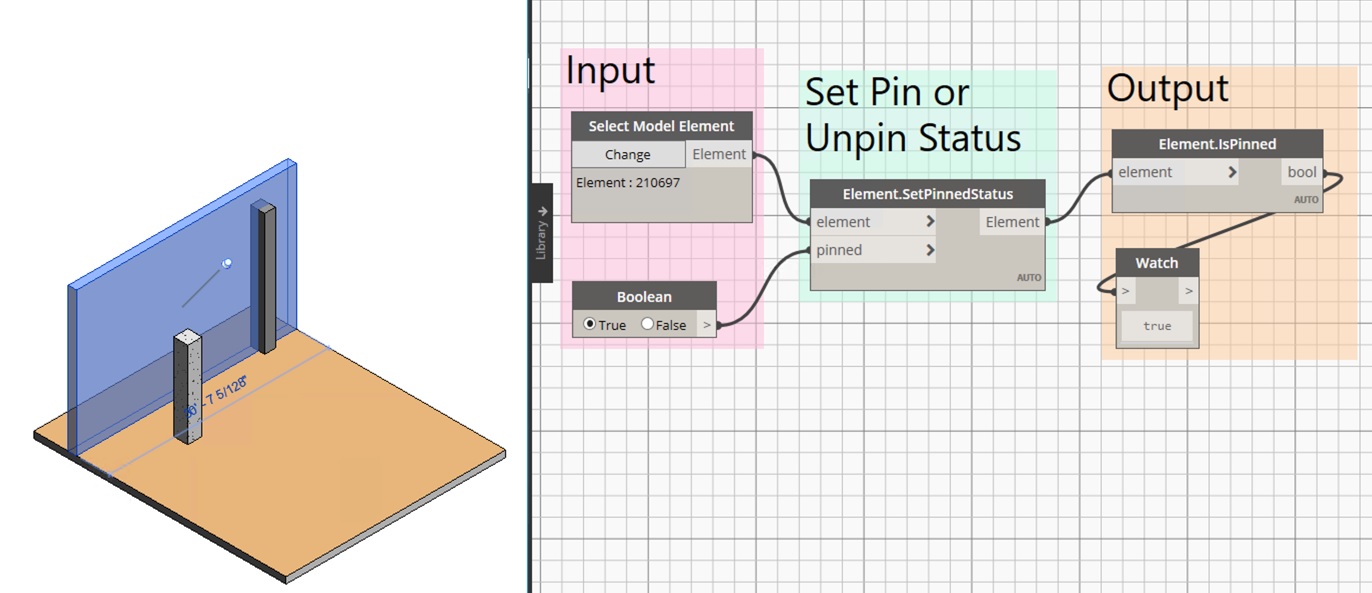 Input
Select Model Element
Change
Element
Element : 210697
Boolean
True
False
>
Library
Set Pin or
Unpin Status
Element.SetPinnedStatus
element
>
Element
pinned
>
AUTO
Output
Element.IsPinned
element
>
bool
AUTO
Watch
>
>
true
7 5/128"